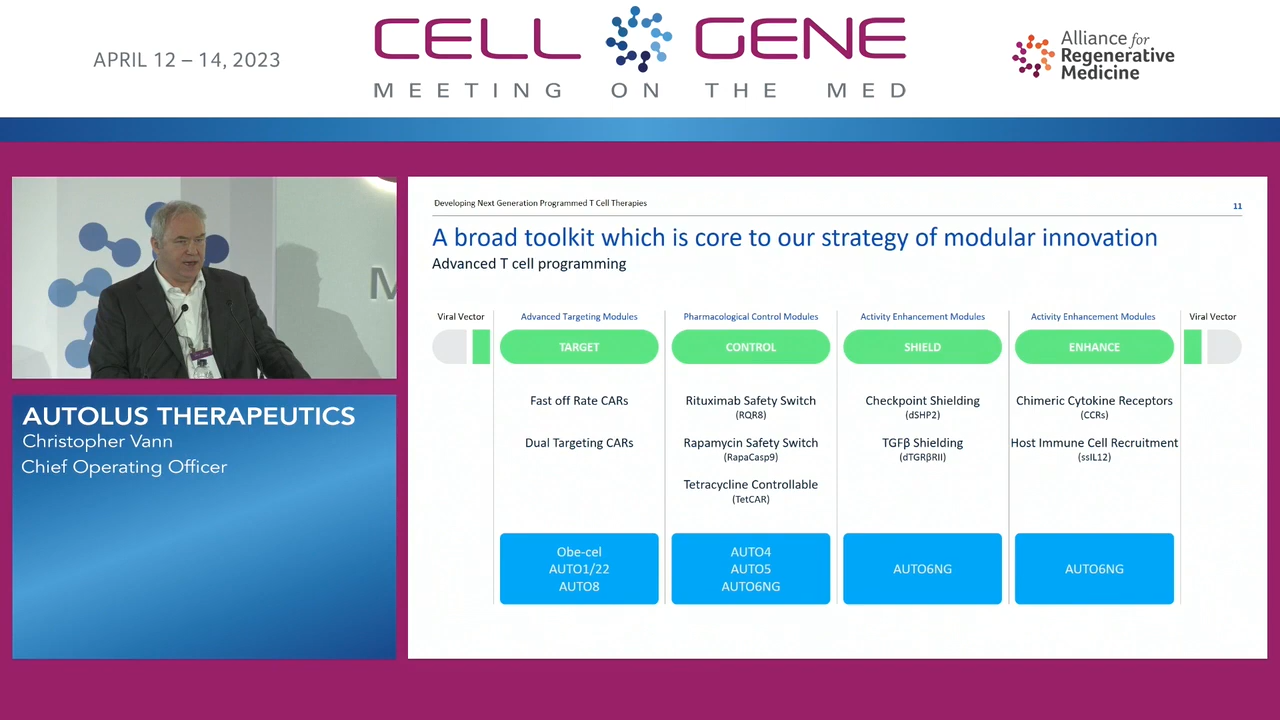 APRIL 12 – 14, 2023
CELL GENE
MEETING ON THE MED
Alliance for
Regenerative
Medicine
AUTOLUS THERAPEUTICS
Christopher Vann
Chief Operating Officer
Developing Next Generation Programmed T Cell Therapies
11
A broad toolkit which is core to our strategy of modular innovation
Advanced T cell programming
Viral Vector
Advanced Targeting Modules
Pharmacological Control Modules
Activity Enhancement Modules
Activity Enhancement Modules
Viral Vector
TARGET
CONTROL
SHIELD
ENHANCE
Fast off Rate CARs
Dual Targeting CARs
Rituximab Safety Switch
(RQR8)
Rapamycin Safety Switch
(RapaCasp9)
Tetracycline Controllable
(TetCAR)
Checkpoint Shielding
(dSHP2)
TGFβ Shielding
(dTGRβRII)
Chimeric Cytokine Receptors
(CCRs)
Host Immune Cell Recruitment
(ssIL12)
Obe-cel
AUTO1/22
AUTO8
AUTO4
AUTO5
AUTO6NG
AUTO6NG
AUTO6NG